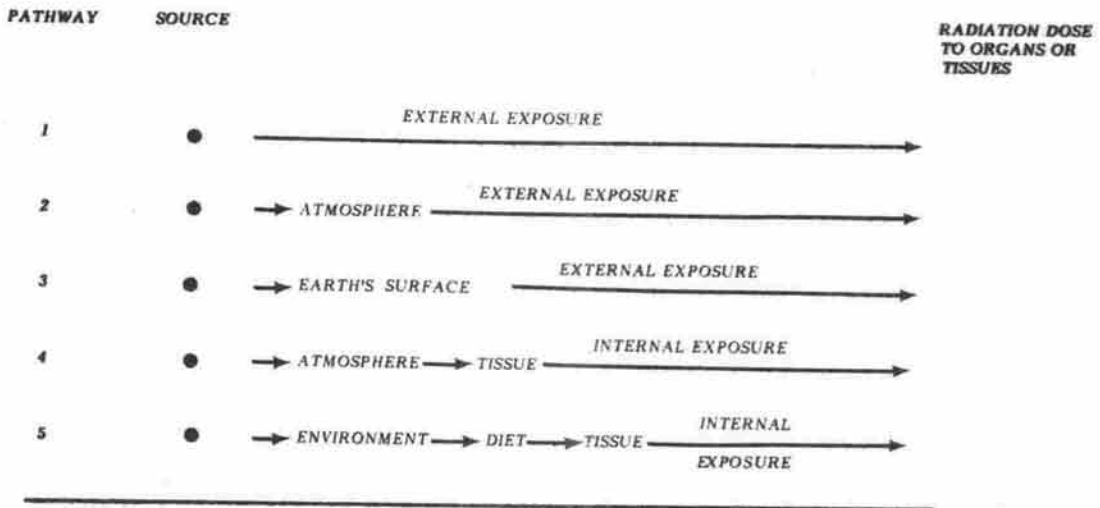 PATHWAY SOURCE
RADIATION DOSE
TO ORGANS OR
TISSUES
1 EXTERNAL EXPOSURE
2 ATMOSPHERE EXTERNAL EXPOSURE
3 EARTH'S SURFACE EXTERNAL EXPOSURE
4 ATMOSPHERE TISSUE INTERNAL EXPOSURE
5 ENVIRONMENT DIET TISSUE INTERNAL
EXPOSURE